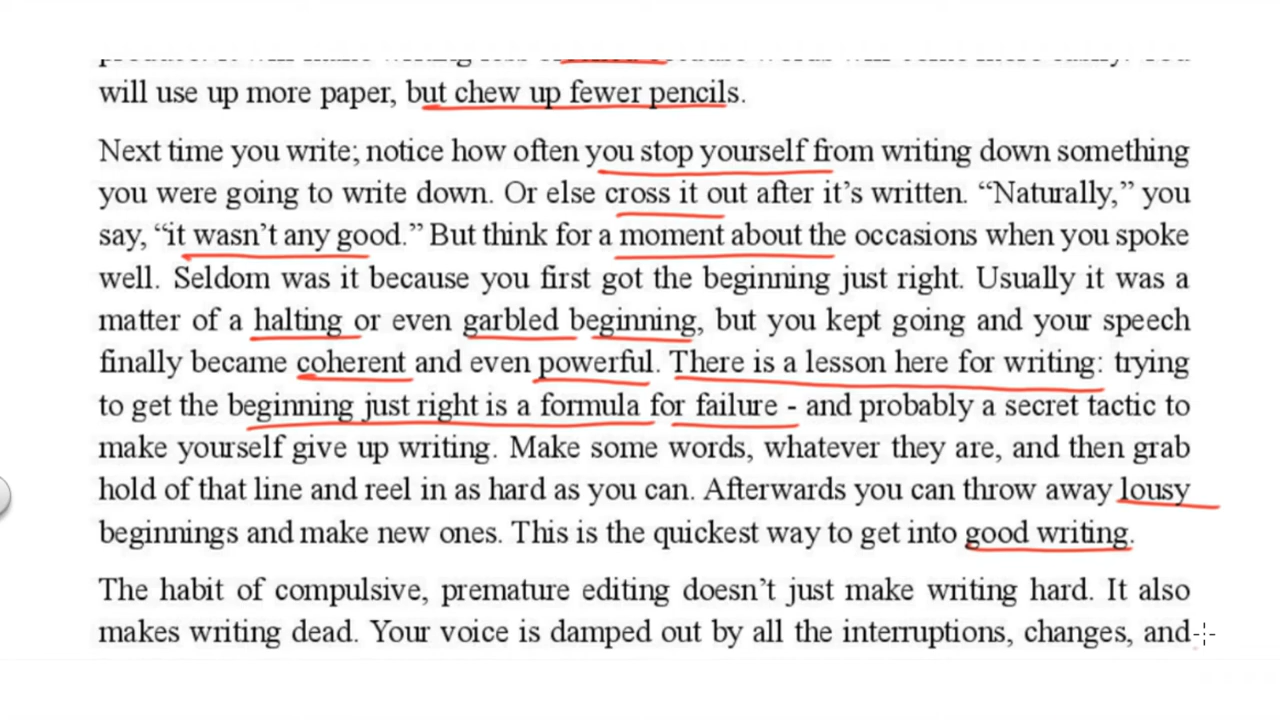 will use up more paper, but chew up fewer pencils.
Next time you write; notice how often you stop yourself from writing down something
you were going to write down. Or else cross it out after it's written. “Naturally,” you
say, “it wasn't any good.” But think for a moment about the occasions when you spoke
well. Seldom was it because you first got the beginning just right. Usually it was a
matter of a halting or even garbled beginning, but you kept going and your speech
finally became coherent and even powerful. There is a lesson here for writing: trying
to get the beginning just right is a formula for failure - and probably a secret tactic to
make yourself give up writing. Make some words, whatever they are, and then grab
hold of that line and reel in as hard as you can. Afterwards you can throw away lousy
beginnings and make new ones. This is the quickest way to get into good writing.
The habit of compulsive, premature editing doesn't just make writing hard. It also
makes writing dead. Your voice is damped out by all the interruptions, changes, and